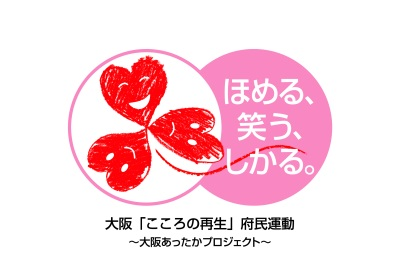 ほめる、
笑う、
しかる。
大阪「こころの再生」府民運動
～大阪あったかプロジェクト～